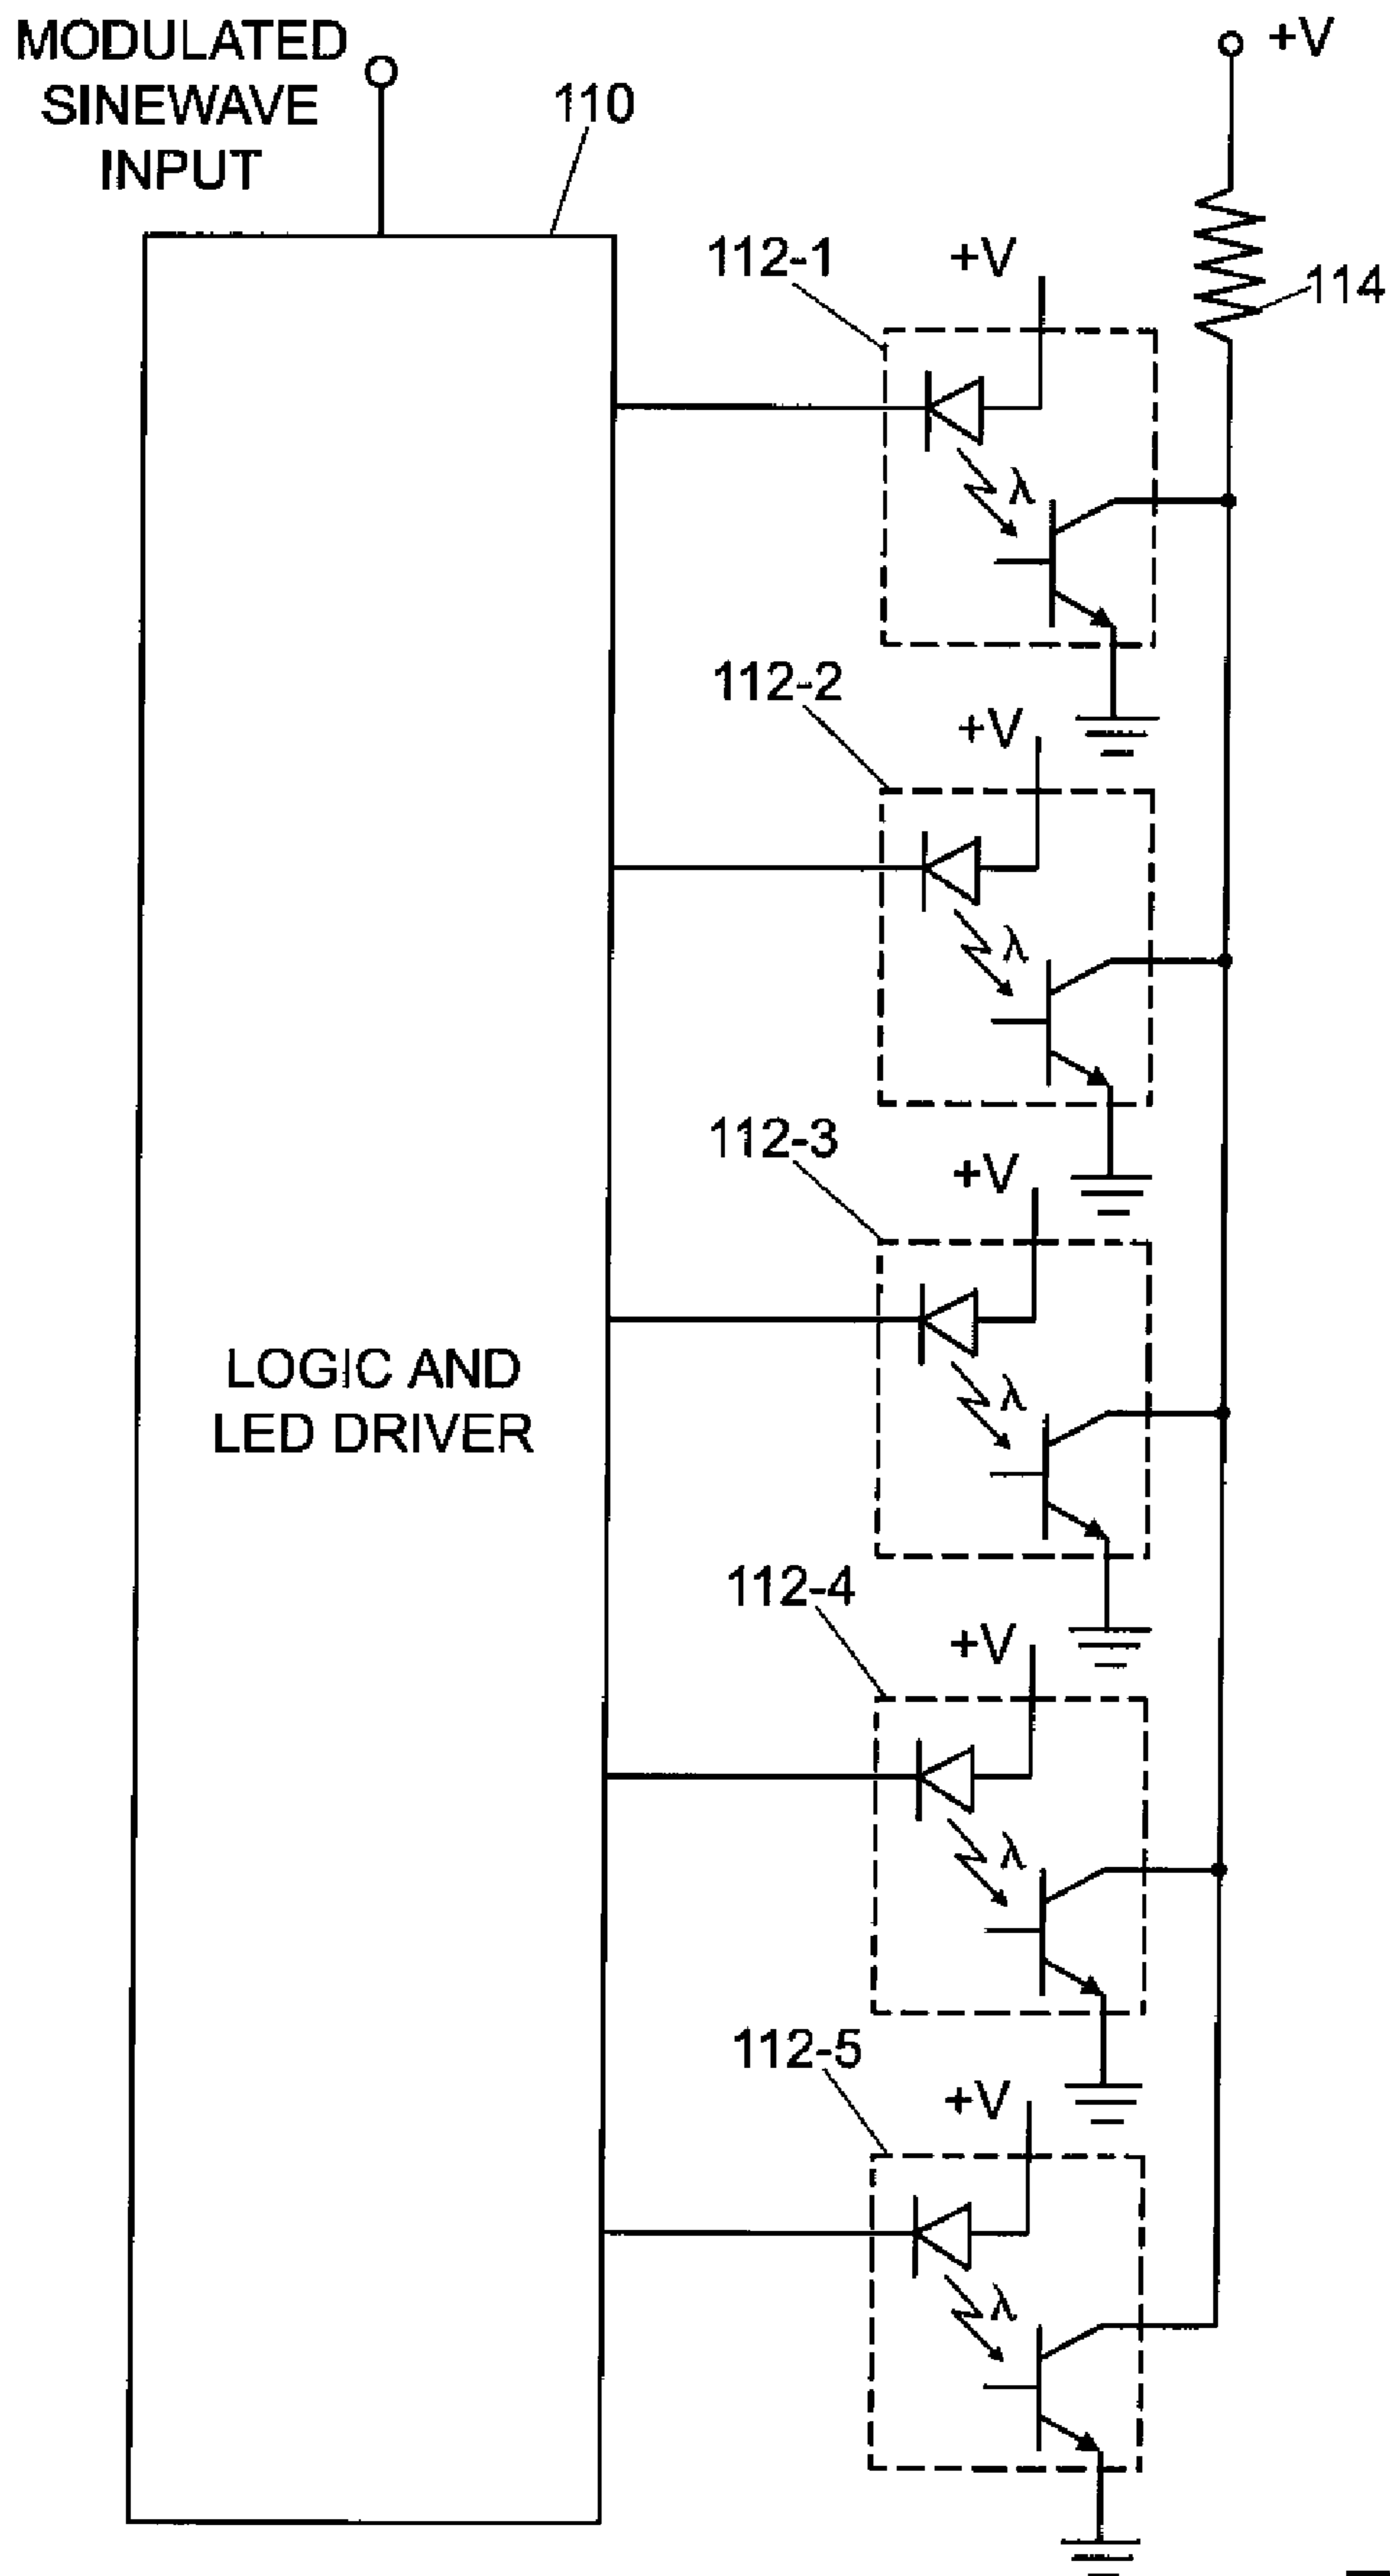 MODULATED
SINEWAVE
INPUT
110
+V
114
112-1
+V
λ
112-2
+V
λ
112-3
+V
λ
LOGIC AND
LED DRIVER
112-4
+V
λ
112-5
+V
λ